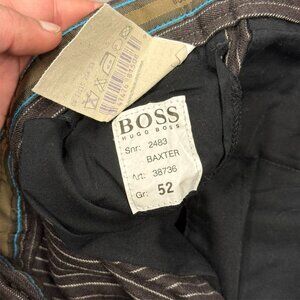 BOSS
HUGO BOSS
Snr: 2483
BAXTER
Art: 38736
Gr: 52